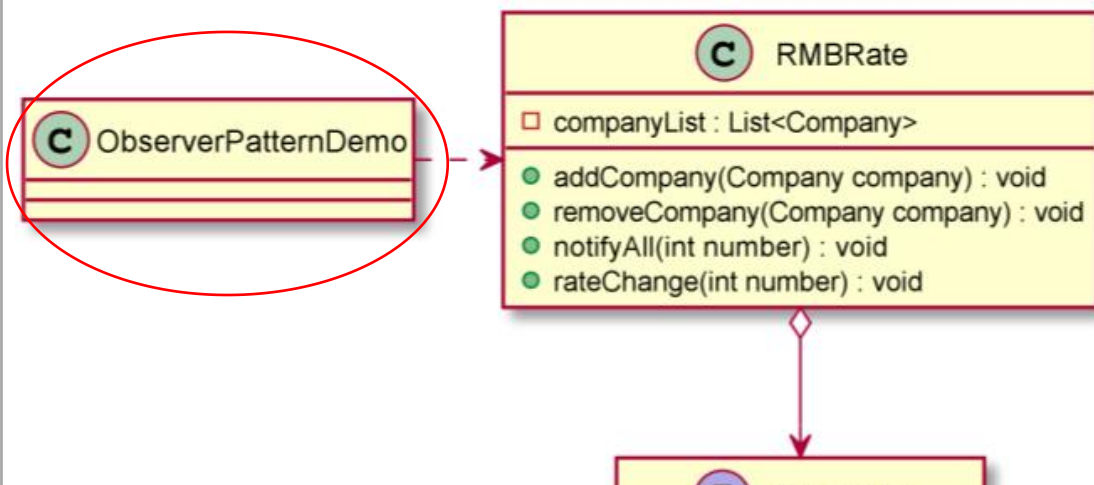 C ObserverPatternDemo
C RMBRate
companyList : List<Company>
addCompany(Company company) : void
removeCompany(Company company) : void
notifyAll(int number) : void
rateChange(int number) : void